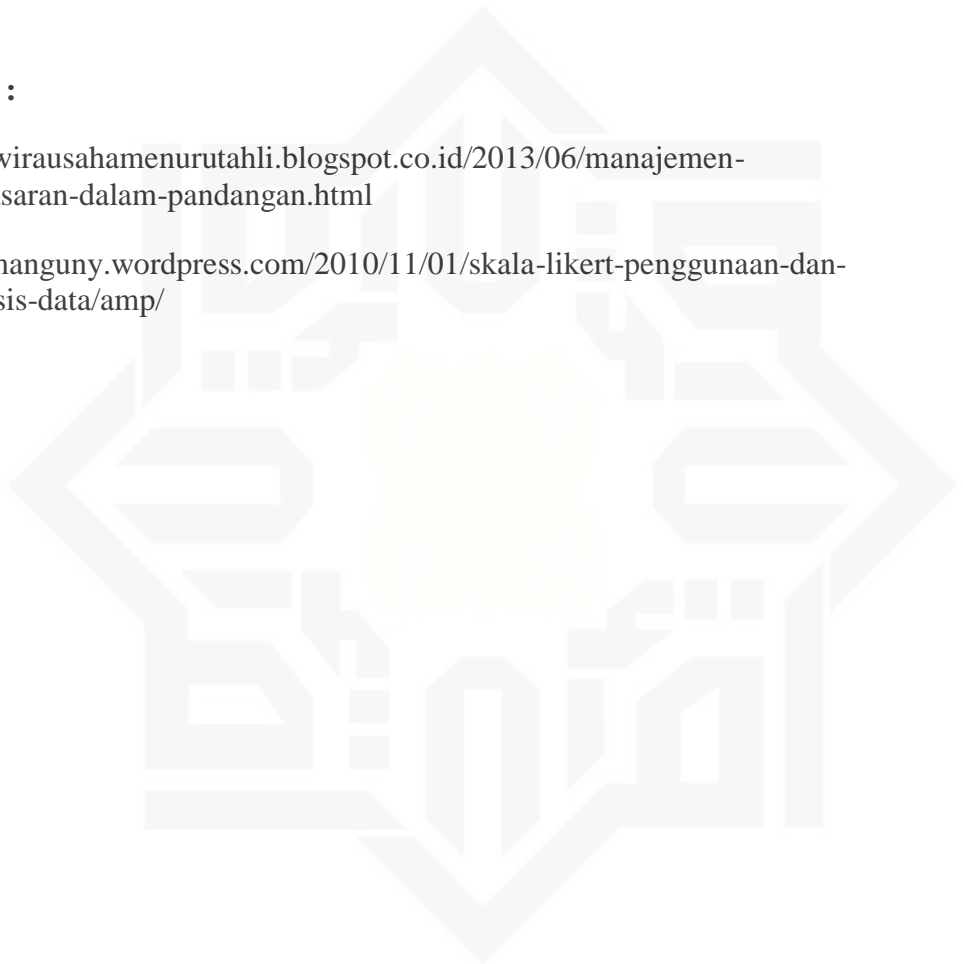 :
wirausahamenurutahli.blogspot.co.id/2013/06/manajemen-
saran-dalam-pandangan.html
hanguny.wordpress.com/2010/11/01/skala-likert-penggunaan-dan-
sis-data/amp/